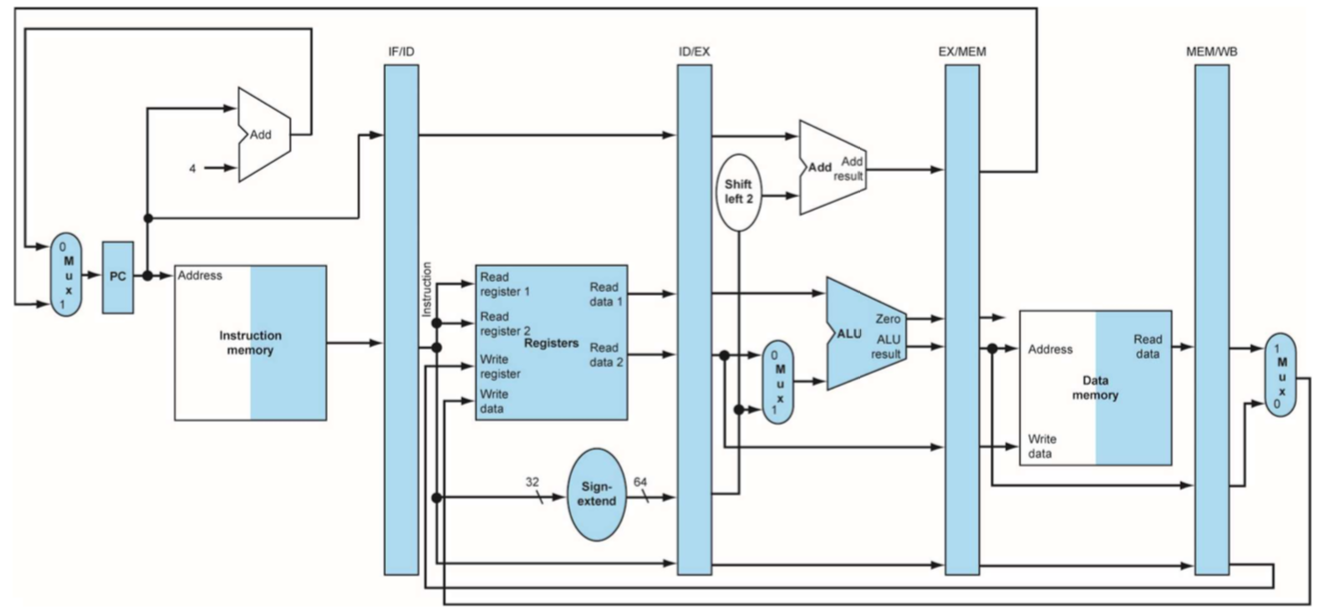 IF/ID
ID/EX
EX/MEM
MEM/WB
Add
4
Shift
left 2
Add
Add
result
0
M
u
x
1
PC
Address
Instruction
memory
Instruction
Read
register 1
Read
register 2
Write
register
Write
data
Registers
Read
data 1
Read
data 2
0
M
u
x
1
Zero
ALU
ALU
result
Address
Read
data
Data
memory
Write
data
1
M
u
x
0
32
Sign-
extend
64